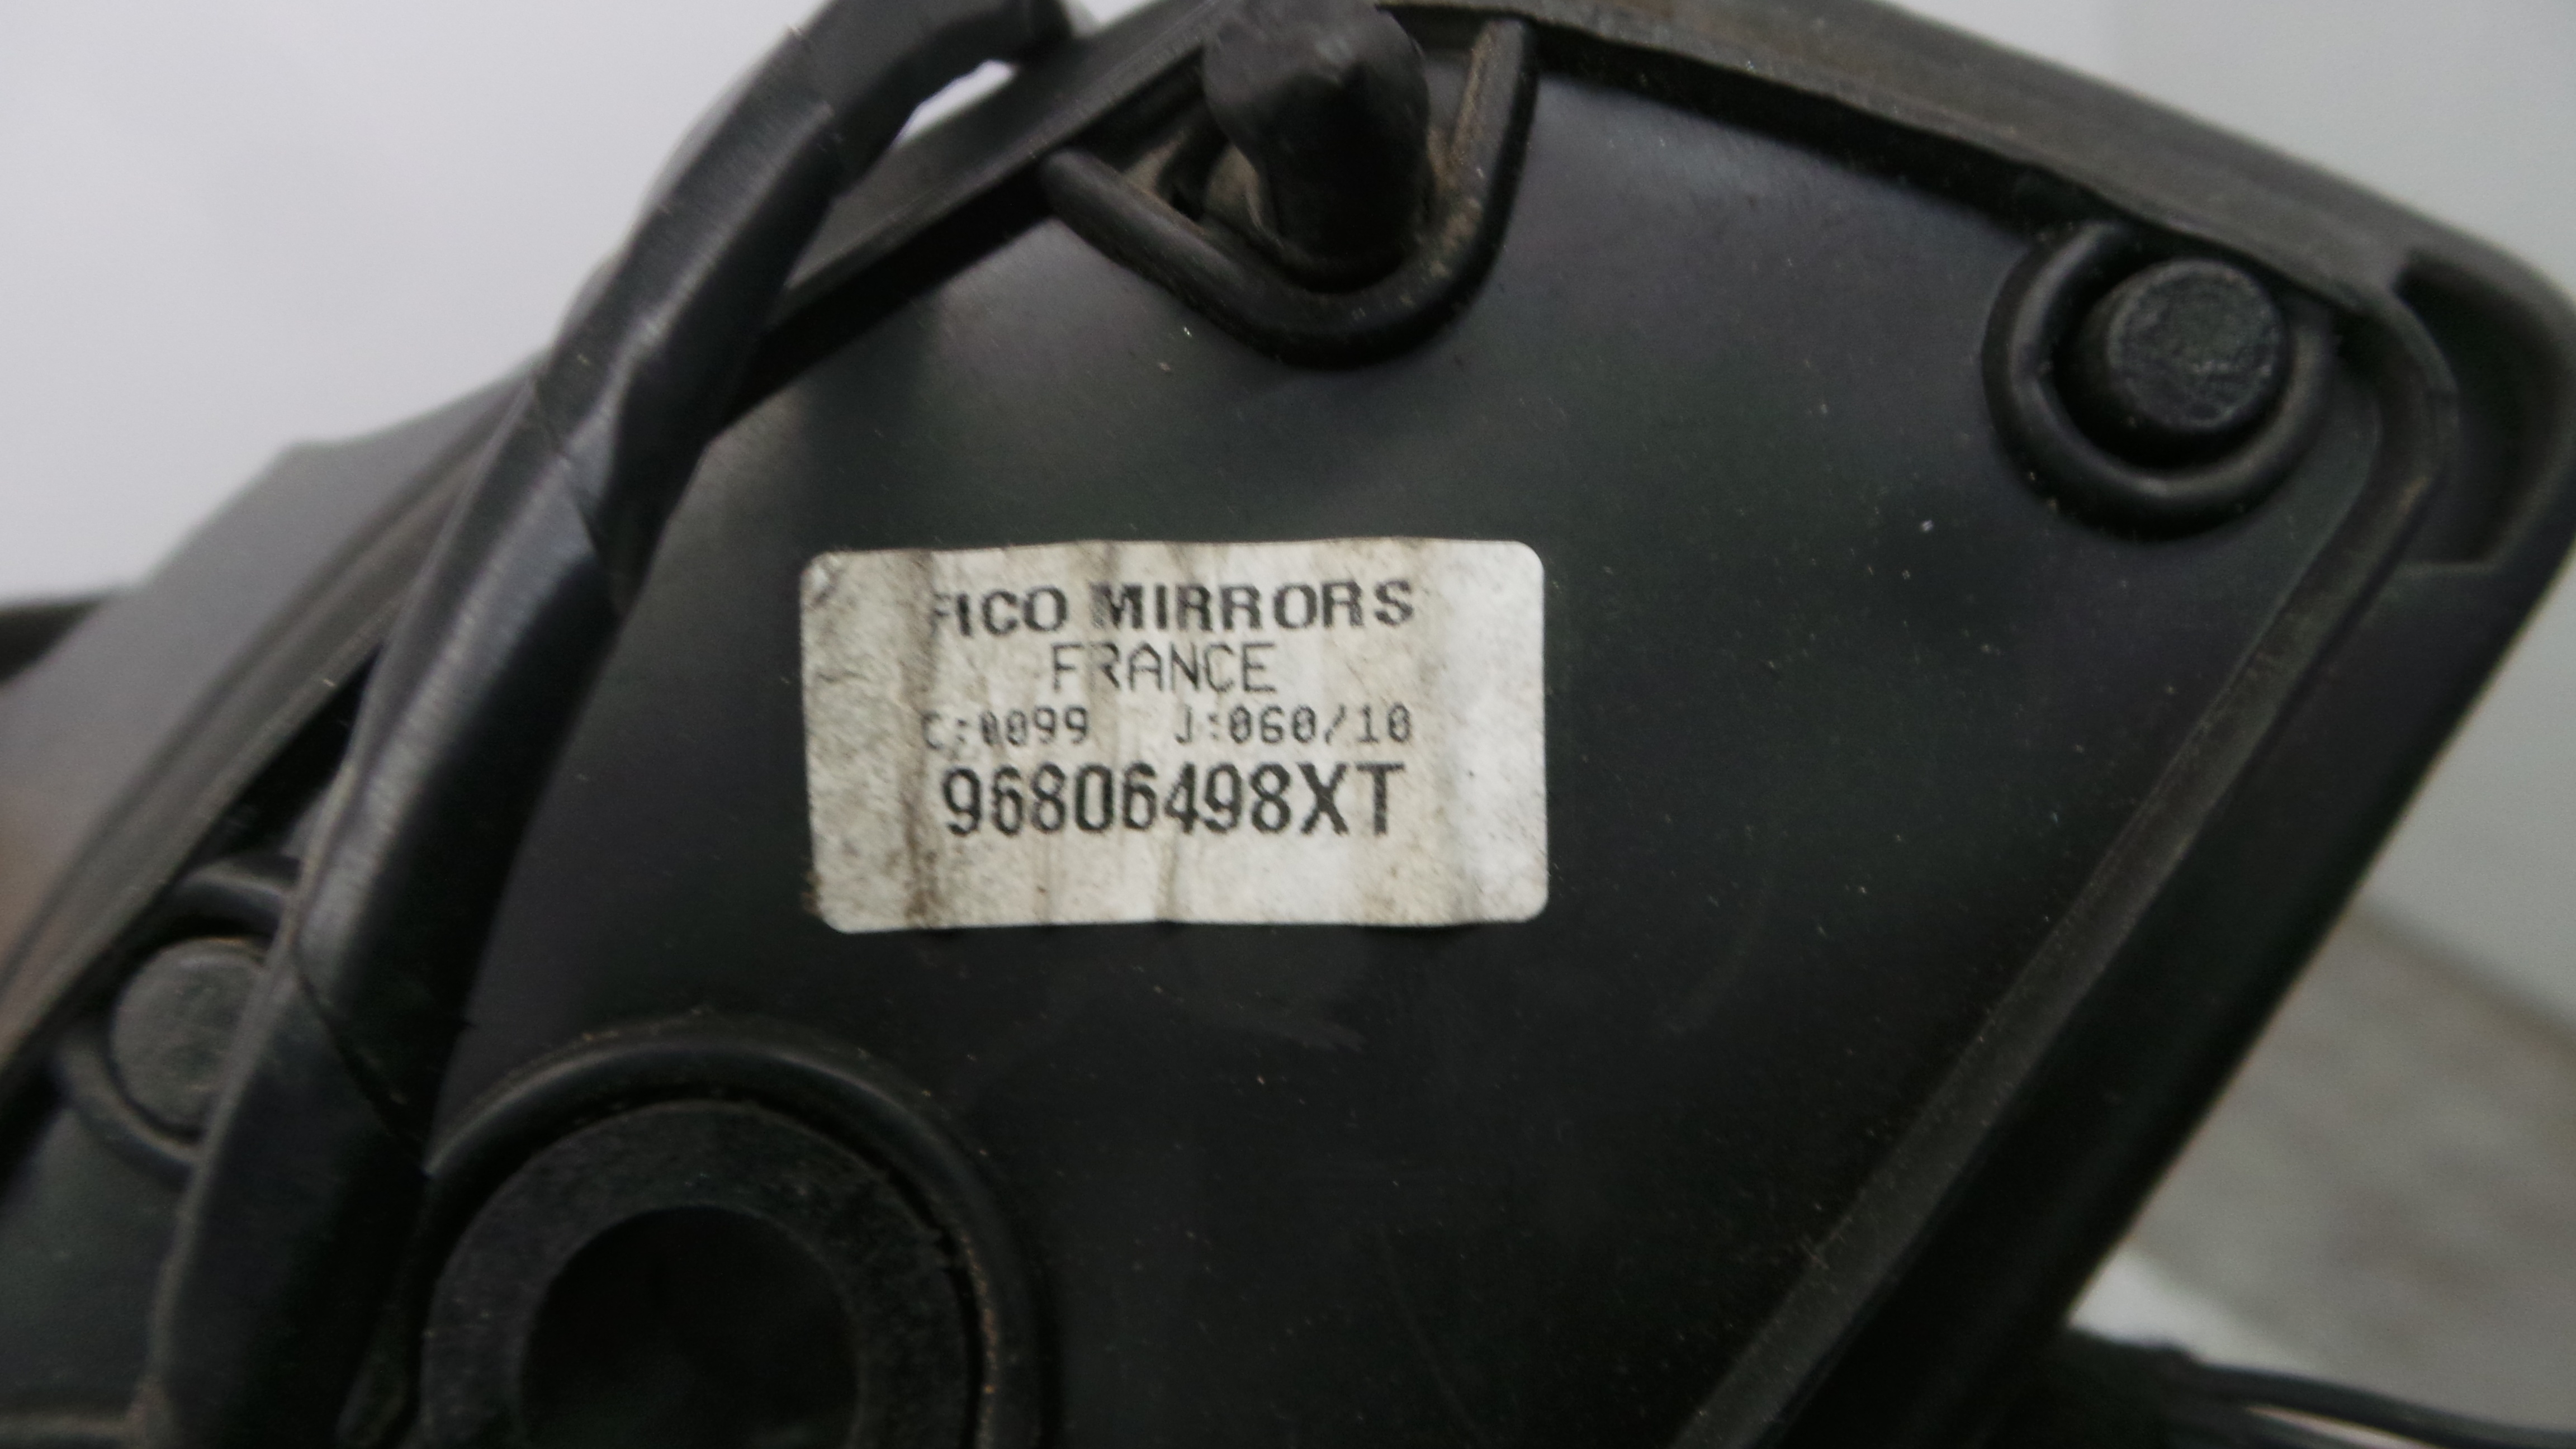 FICO MIRRORS
FRANCE
C:0099 J:060/10
96806498XT